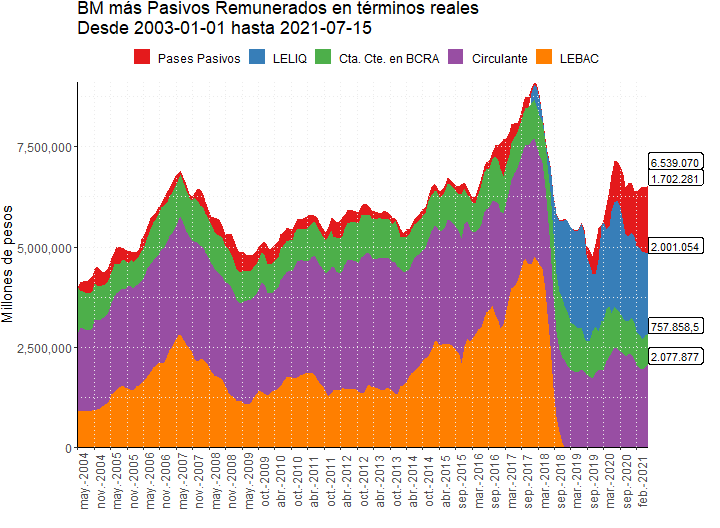 BM más Pasivos Remunerados en términos reales
Desde 2003-01-01 hasta 2021-07-15
Pases Pasivos LELIQ Cta. Cte. en BCRA Circulante LEBAC
Millones de pesos
7,500,000
5,000,000
2,500,000
0
6.539.070
1.702.281
2.001.054
757.858,5
2.077.877
may.-2004
nov.-2004
may.-2005
nov.-2005
may.-2006
nov.-2006
may.-2007
nov.-2007
may.-2008
nov.-2008
may.-2009
oct.-2009
abr.-2010
oct.-2010
abr.-2011
oct.-2011
abr.-2012
oct.-2012
abr.-2013
oct.-2013
abr.-2014
oct.-2014
abr.-2015
sep.-2015
mar.-2016
sep.-2016
mar.-2017
sep.-2017
mar.-2018
sep.-2018
mar.-2019
sep.-2019
mar.-2020
sep.-2020
feb.-2021